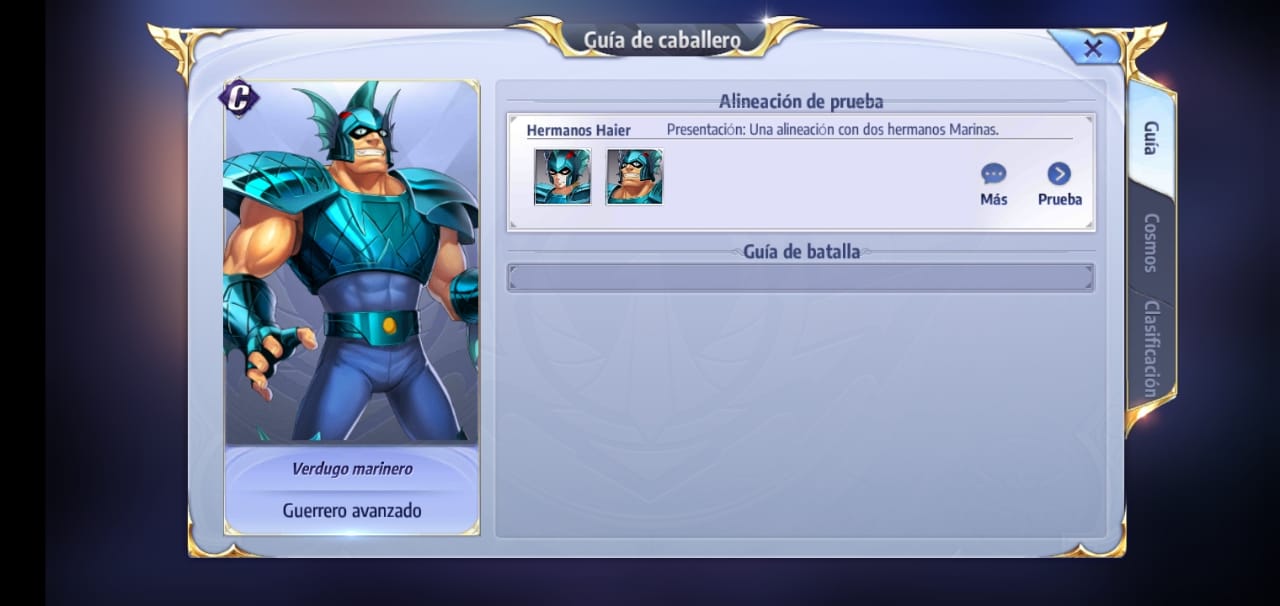 Guía de caballero
C
Alineación de prueba
Hermanos Haier
Presentación: Una alineación con dos hermanos Marinas.
Más
Prueba
Guía de batalla
Verdugo marinero
Guerrero avanzado
Guía
Cosmos
Clasificación